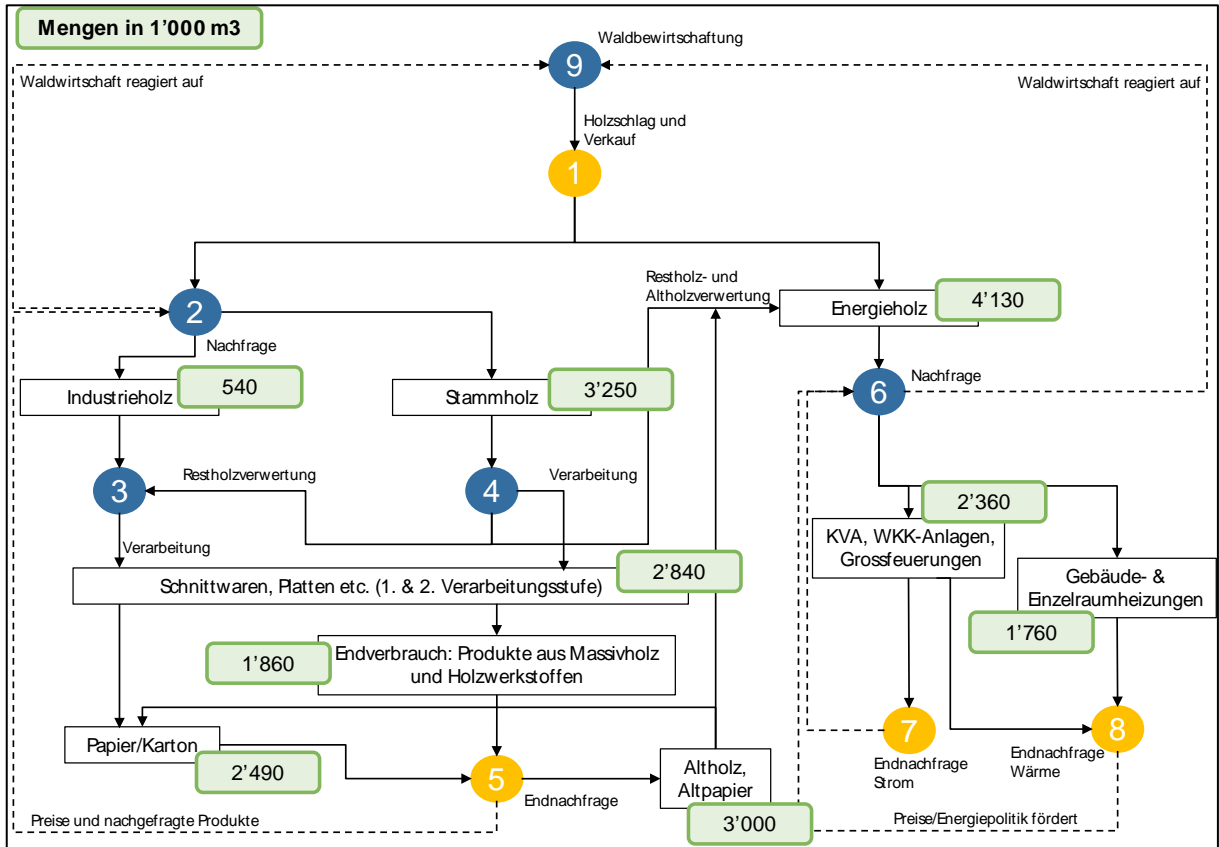 Mengen in 1'000 m3
Waldbewirtschaftung
9
Waldwirtschaft reagiert auf
Waldwirtschaft reagiert auf
Holzschlag und
Verkauf
1
Restholz- und
Altholzverwertung
4'130
Energieholz
2
Nachfrage
6
Nachfrage
540
Industrieholz
3'250
Stammholz
3
Restholzverwertung
4
Verarbeitung
2'360
KVA, WKK-Anlagen,
Grossfeuerungen
Verarbeitung
2'840
Schnittwaren, Platten etc. (1. & 2. Verarbeitungsstufe)
Gebäude- &
Einzelraumheizungen
1'760
1'860
Endverbrauch: Produkte aus Massivholz
und Holzwerkstoffen
Papier/Karton
2'490
5
Endnachfrage
Altholz,
Altpapier
3'000
7
Endnachfrage
Strom
8
Endnachfrage
Wärme
Preise und nachgefragte Produkte
Preise/Energiepolitik fördert